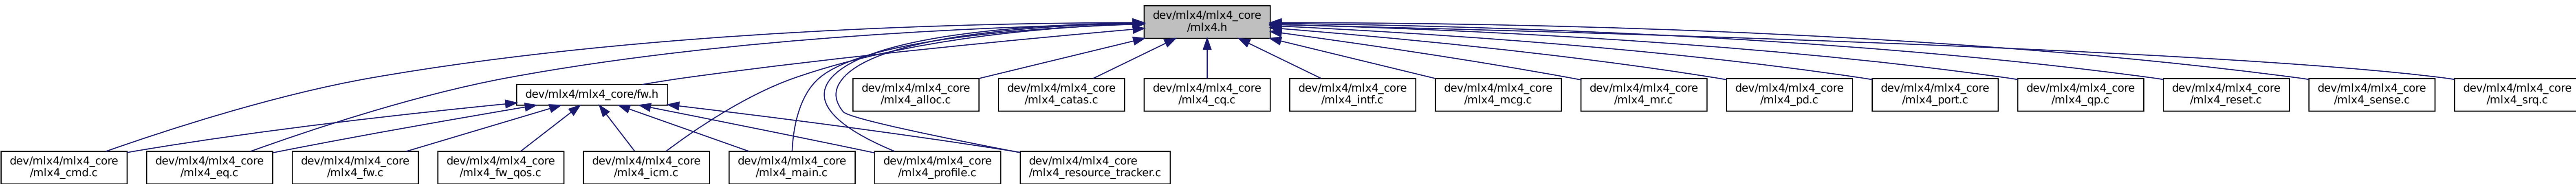 dev/mlx4/mlx4_core
/mlx4.h
dev/mlx4/mlx4_core/fw.h
dev/mlx4/mlx4_core
/mlx4_alloc.c
dev/mlx4/mlx4_core
/mlx4_catas.c
dev/mlx4/mlx4_core
/mlx4_cq.c
dev/mlx4/mlx4_core
/mlx4_intf.c
dev/mlx4/mlx4_core
/mlx4_mcg.c
dev/mlx4/mlx4_core
/mlx4_mr.c
dev/mlx4/mlx4_core
/mlx4_pd.c
dev/mlx4/mlx4_core
/mlx4_port.c
dev/mlx4/mlx4_core
/mlx4_qp.c
dev/mlx4/mlx4_core
/mlx4_reset.c
dev/mlx4/mlx4_core
/mlx4_sense.c
dev/mlx4/mlx4_core
/mlx4_srq.c
dev/mlx4/mlx4_core
/mlx4_cmd.c
dev/mlx4/mlx4_core
/mlx4_eq.c
dev/mlx4/mlx4_core
/mlx4_fw.c
dev/mlx4/mlx4_core
/mlx4_fw_qos.c
dev/mlx4/mlx4_core
/mlx4_icm.c
dev/mlx4/mlx4_core
/mlx4_main.c
dev/mlx4/mlx4_core
/mlx4_profile.c
dev/mlx4/mlx4_core
/mlx4_resource_tracker.c